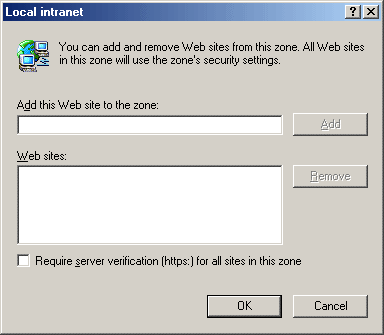 Local intranet
You can add and remove Web sites from this zone. All Web sites
in this zone will use the zone's security settings.
Add this Web site to the zone:
Add
Web sites:
Remove
Require server verification (https:) for all sites in this zone
OK
Cancel